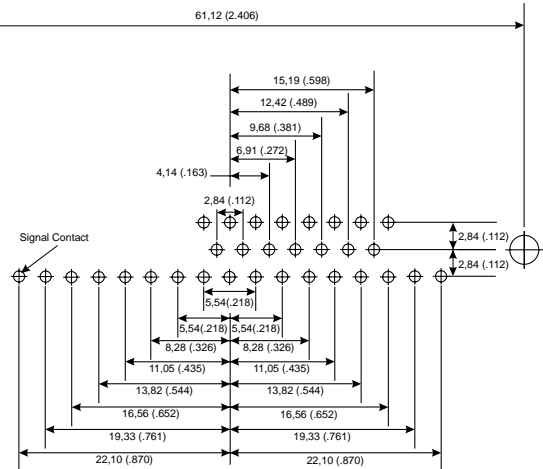 61,12 (2.406)
15,19 (.598)
12,42 (.489)
9,68 (.381)
6,91 (.272)
4,14 (.163)
2,84 (.112)
Signal Contact
2,84 (.112)
2,84 (.112)
5,54(.218)
5,54(.218) 5,54(.218)
8,28 (.326) 8,28 (.326)
11,05 (.435) 11,05 (.435)
13,82 (.544) 13,82 (.544)
16,56 (.652) 16,56 (.652)
19,33 (.761) 19,33 (.761)
22,10 (.870) 22,10 (.870)